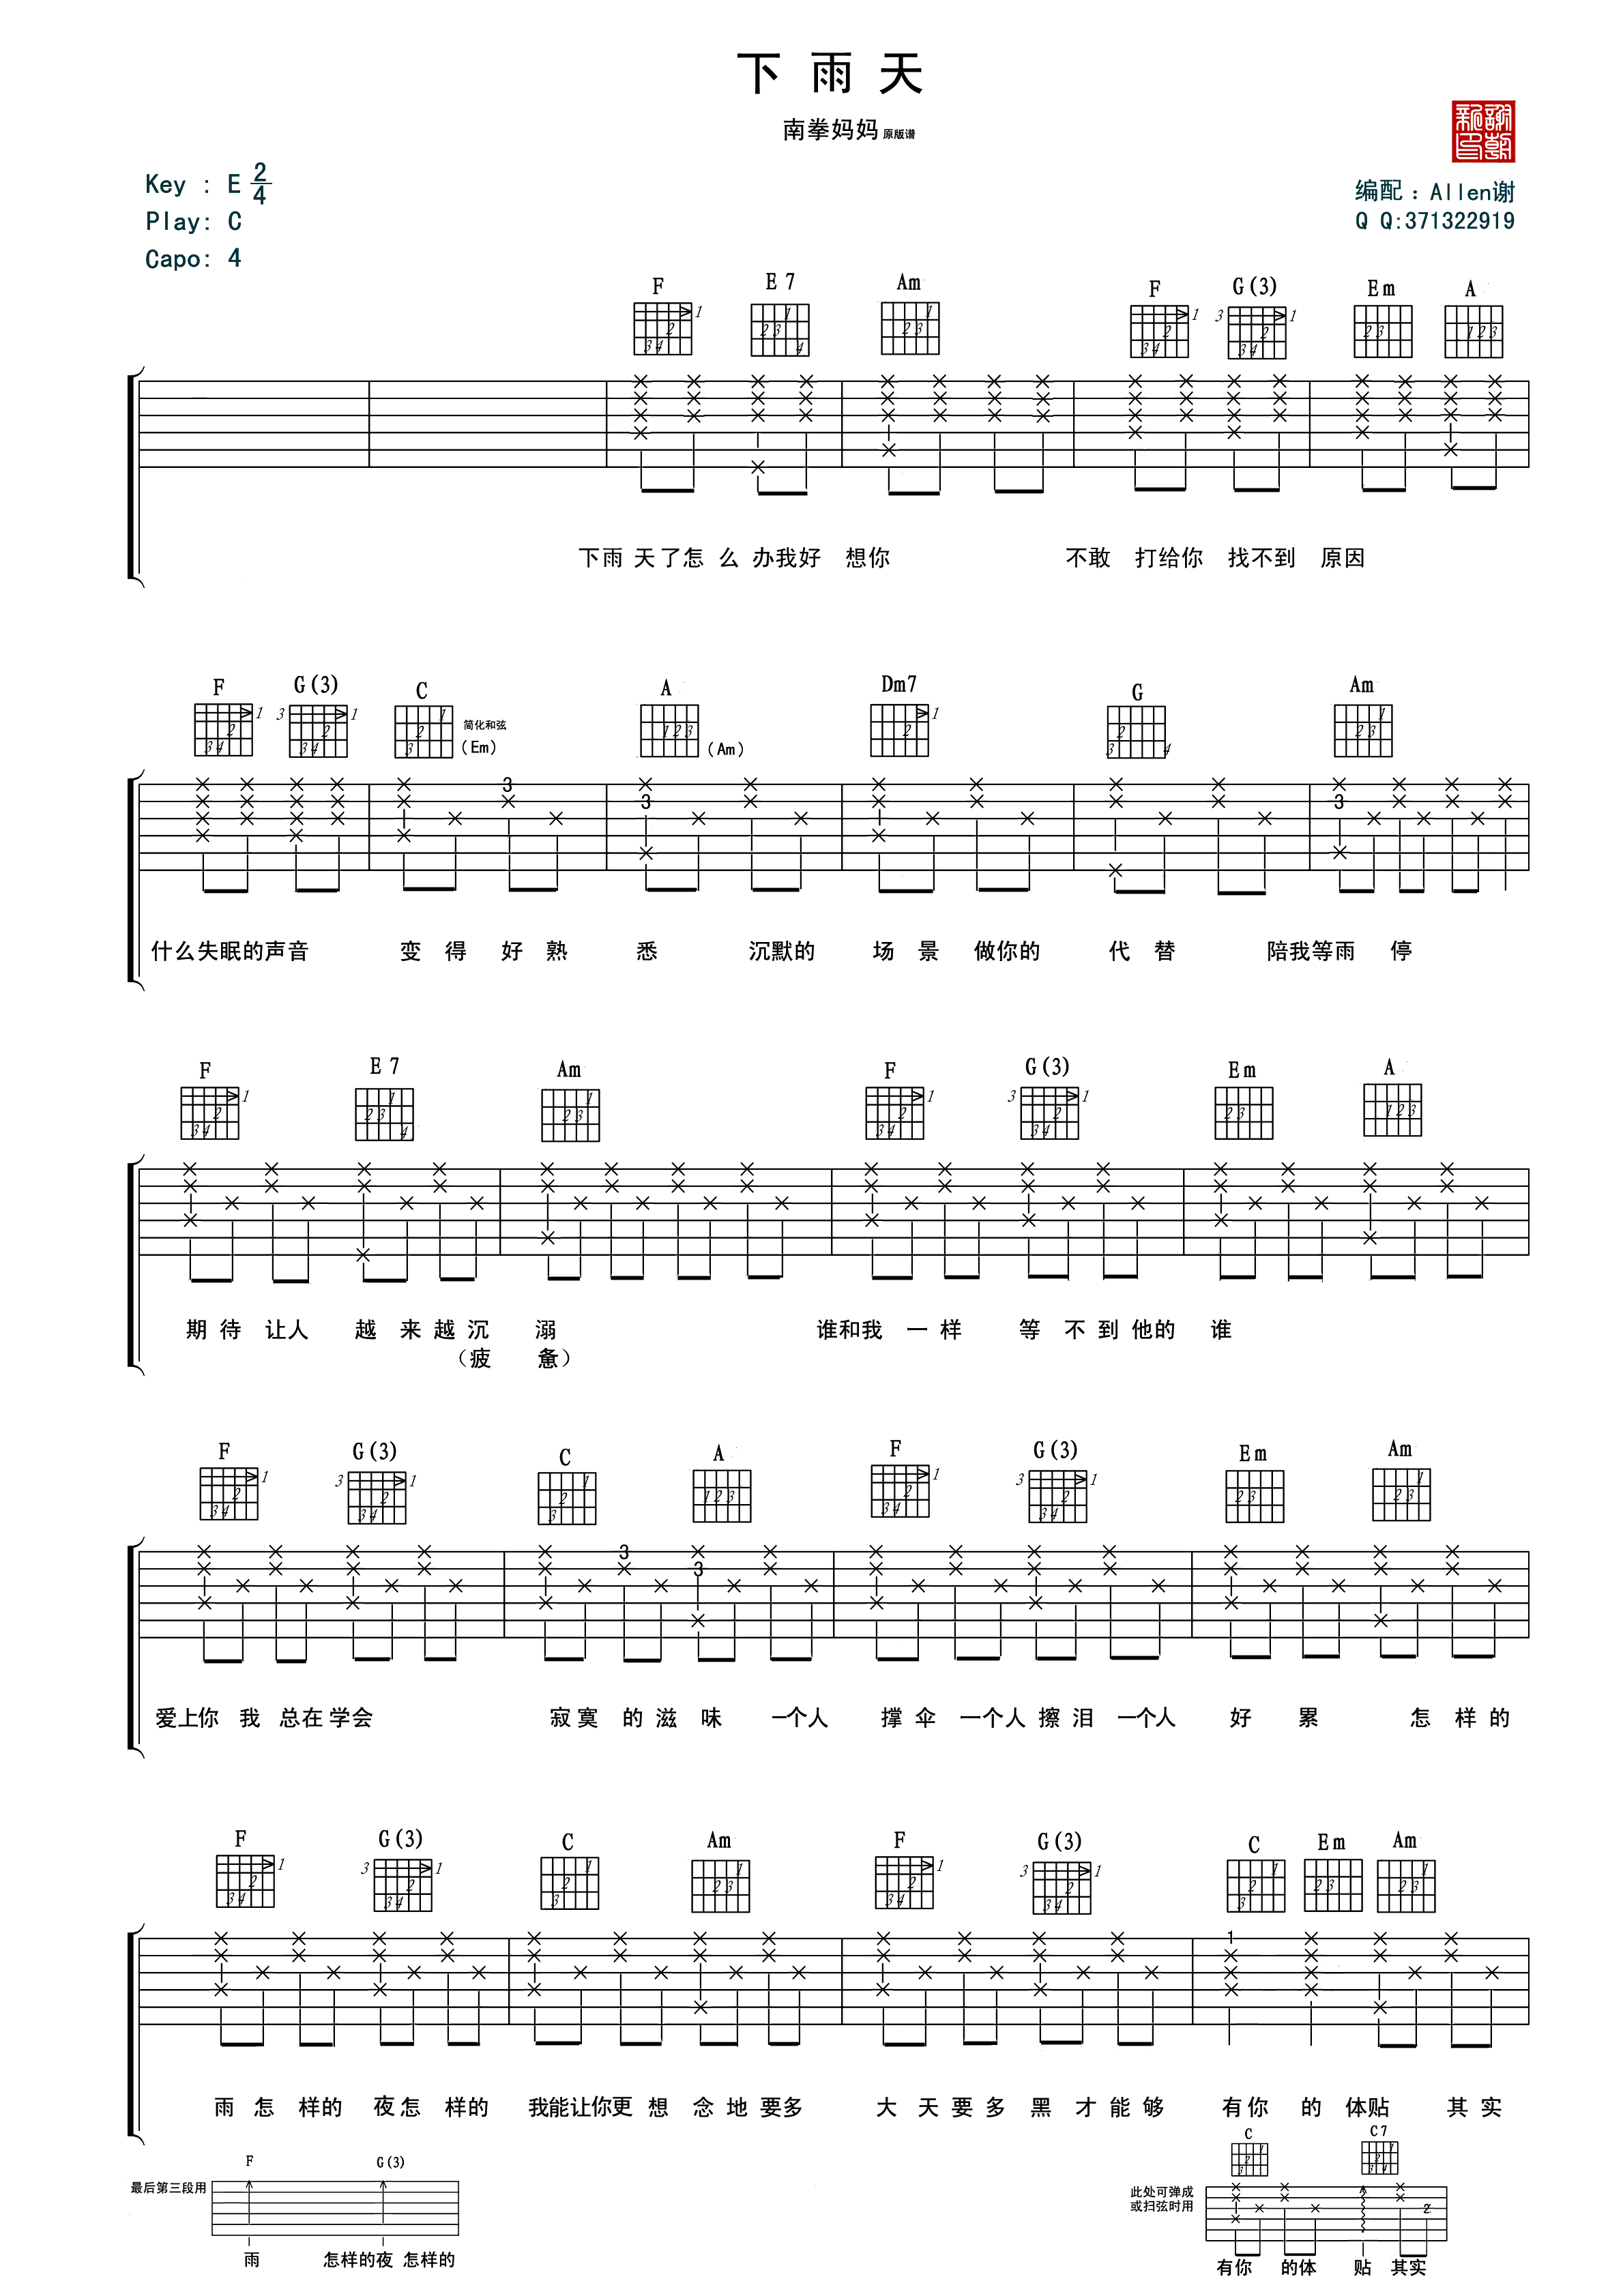 下雨天
南拳妈妈 原版谱
谢朝新印
Key : E 2/4
Play: C
Capo: 4
编配：Allen谢
Q Q:371322919
F E 7 Am F G(3) Em A
下雨 天了怎 么 办我好 想你 不敢 打给你 找不到 原因
F G(3) C 简化和弦 (Em) A (Am) Dm7 G Am
什么失眠的声音 变 得 好 熟 悉 沉默的 场 景 做你的 代 替 陪我等雨 停
F E 7 Am F G(3) Em A
期 待 让人 越 来 越 沉 溺 谁和我 一 样 等 不 到 他的 谁
(疲 惫)
F G(3) C A F G(3) Em Am
爱上你 我 总在 学会 寂 寞 的 滋 味 一个人 撑 伞 一个人 擦 泪 一个人 好 累 怎 样 的
F G(3) C Am F G(3) C Em Am
雨 怎 样的 夜 怎 样的 我能让你更 想 念 地 要多 大 天 要 多 黑 才 能 够 有你 的 体贴 其 实
F G(3)
最后第三段用
雨 怎样的夜 怎样的
C C7
此处可弹成
或扫弦时用
有你 的体 贴 其实